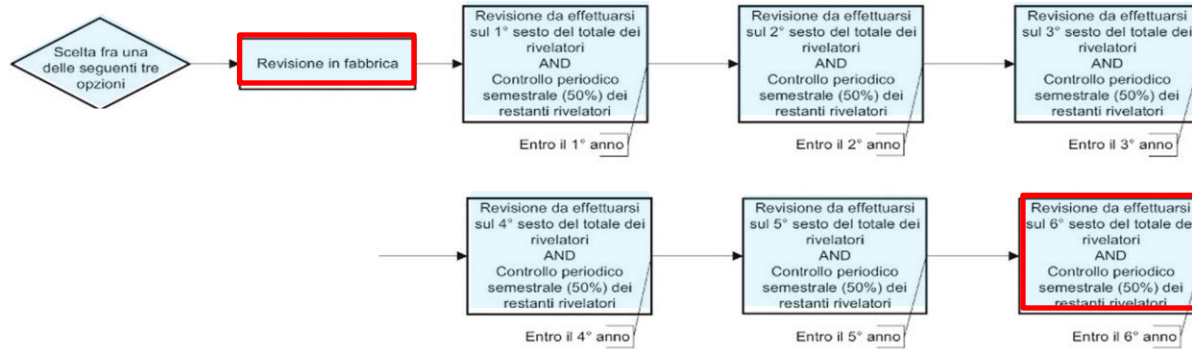 Scelta fra una
delle seguenti tre
opzioni
Revisione in fabbrica
Revisione da effettuarsi
sul 1° sesto del totale dei
rivelatori
AND
Controllo periodico
semestrale (50%) dei
restanti rivelatori
Entro il 1° anno
Revisione da effettuarsi
sul 2° sesto del totale dei
rivelatori
AND
Controllo periodico
semestrale (50%) dei
restanti rivelatori
Entro il 2° anno
Revisione da effettuarsi
sul 3° sesto del totale dei
rivelatori
AND
Controllo periodico
semestrale (50%) dei
restanti rivelatori
Entro il 3° anno
Revisione da effettuarsi
sul 4° sesto del totale dei
rivelatori
AND
Controllo periodico
semestrale (50%) dei
restanti rivelatori
Entro il 4° anno
Revisione da effettuarsi
sul 5° sesto del totale dei
rivelatori
AND
Controllo periodico
semestrale (50%) dei
restanti rivelatori
Entro il 5° anno
Revisione da effettuarsi
sul 6° sesto del totale dei
rivelatori
AND
Controllo periodico
semestrale (50%) dei
restanti rivelatori
Entro il 6° anno